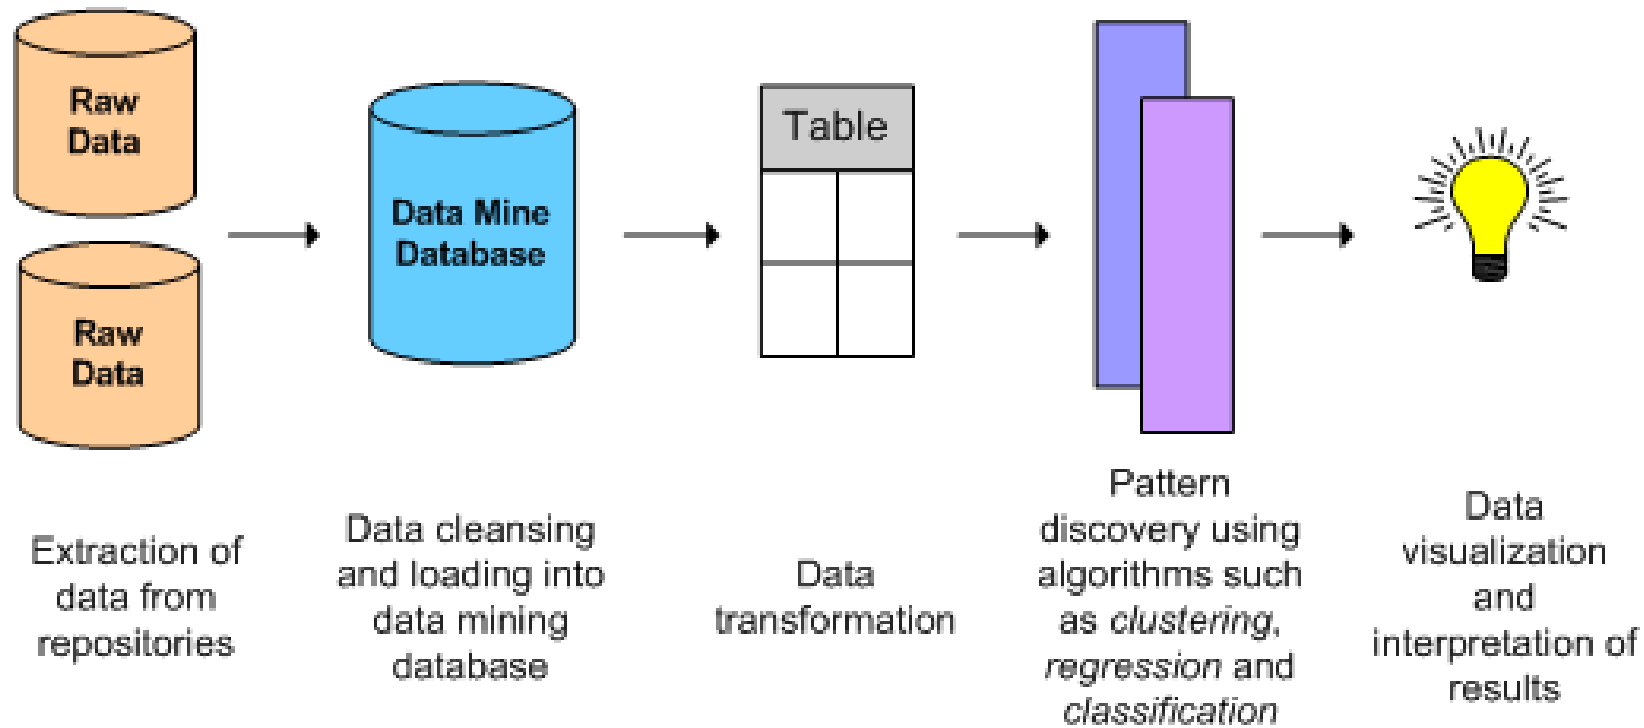 Raw
Data
Raw
Data
Data Mine
Database
Table
Extraction of
data from
repositories
Data cleansing
and loading into
data mining
database
Data
transformation
Pattern
discovery using
algorithms such
as clustering,
regression and
classification
Data
visualization
and
interpretation of
results